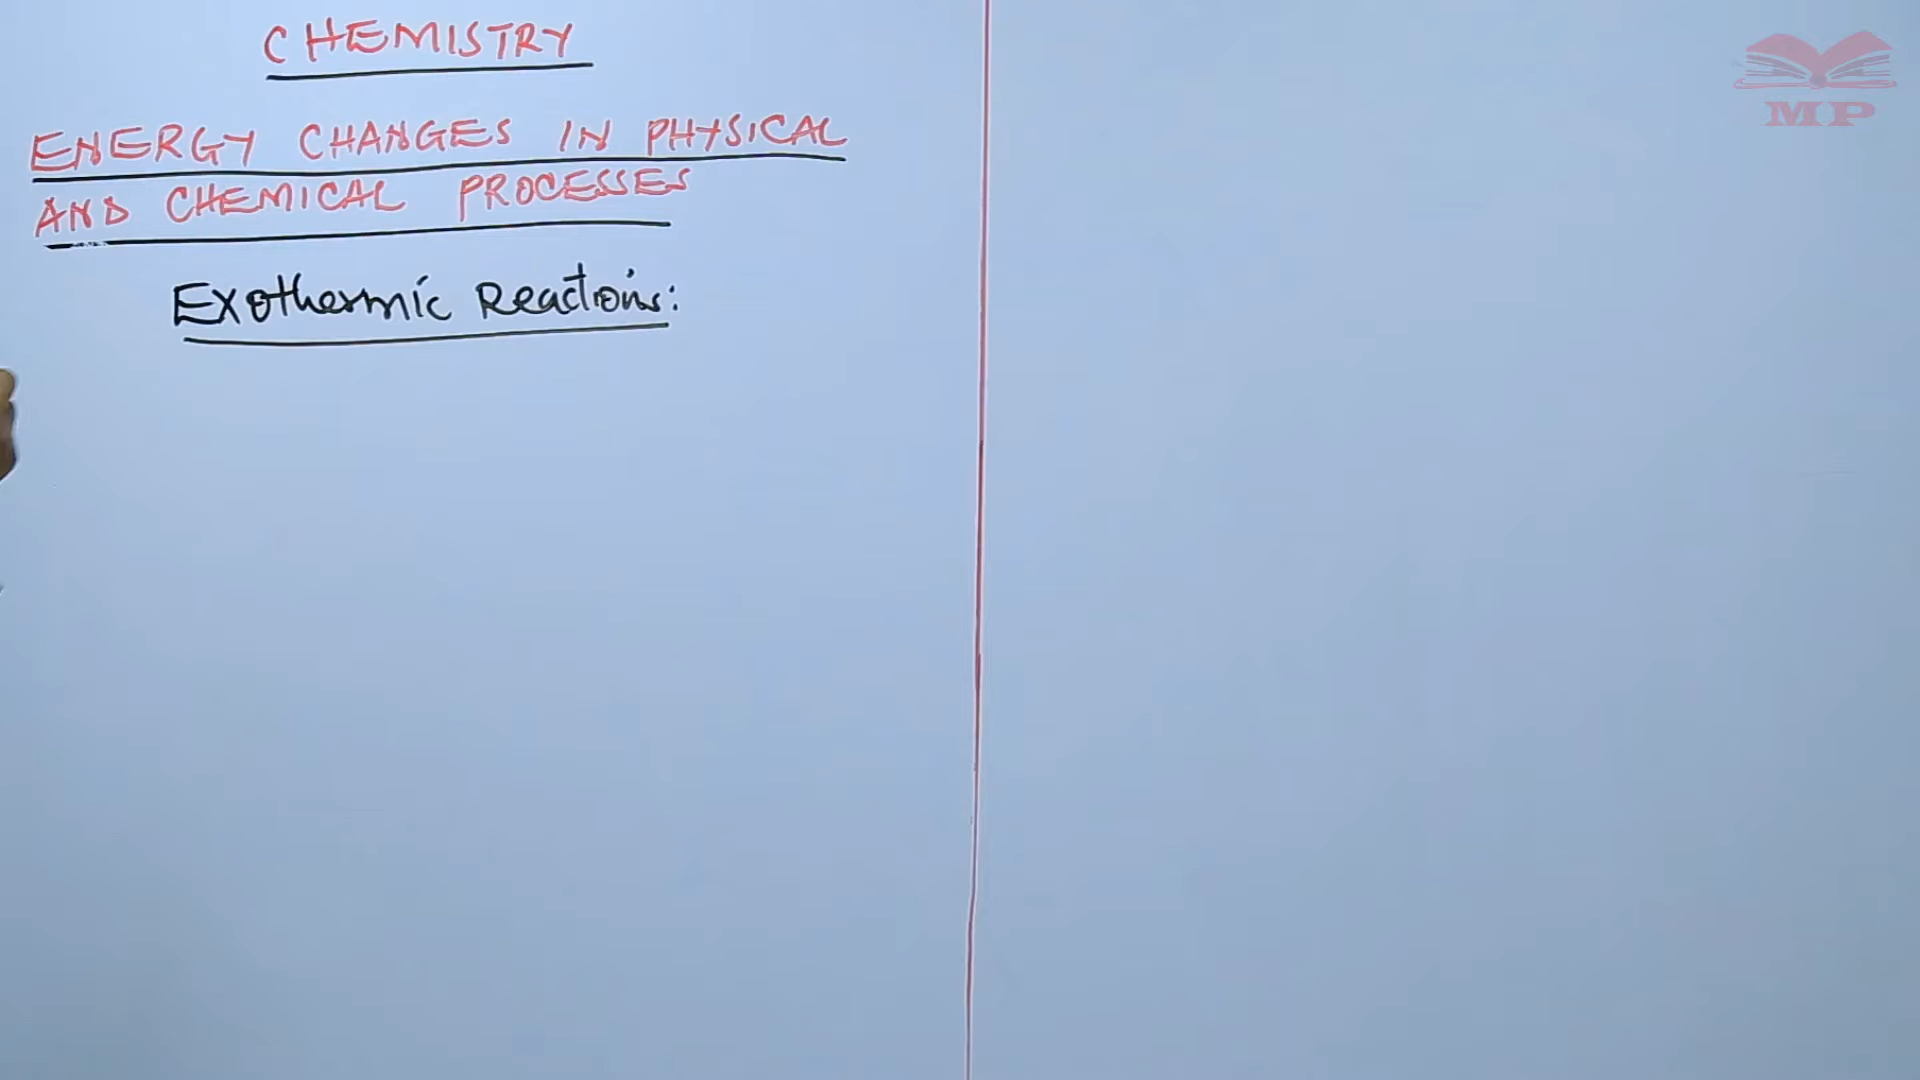 CHEMISTRY
ENERGY CHANGES IN PHYSICAL
AND CHEMICAL PROCESSES
Exothermic Reactions:
MP